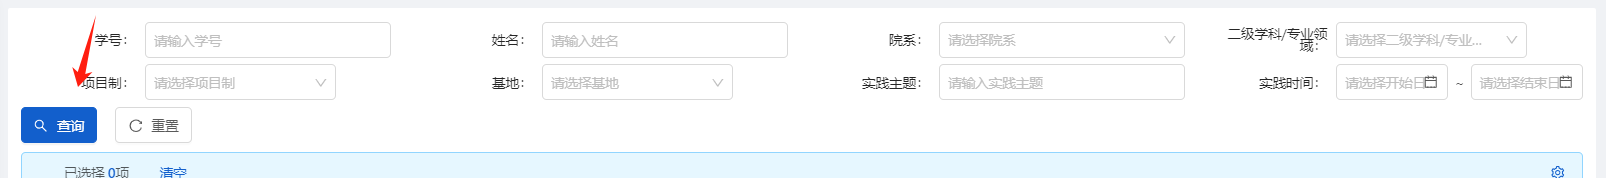 学号： 请输入学号 姓名： 请输入姓名 院系： 请选择院系 二级学科/专业领域： 请选择二级学科/专业...
项目制： 请选择项目制 基地： 请选择基地 实践主题： 请输入实践主题 实践时间： 请选择开始日 ~ 请选择结束日
查询 重置
已选择 0项 清空